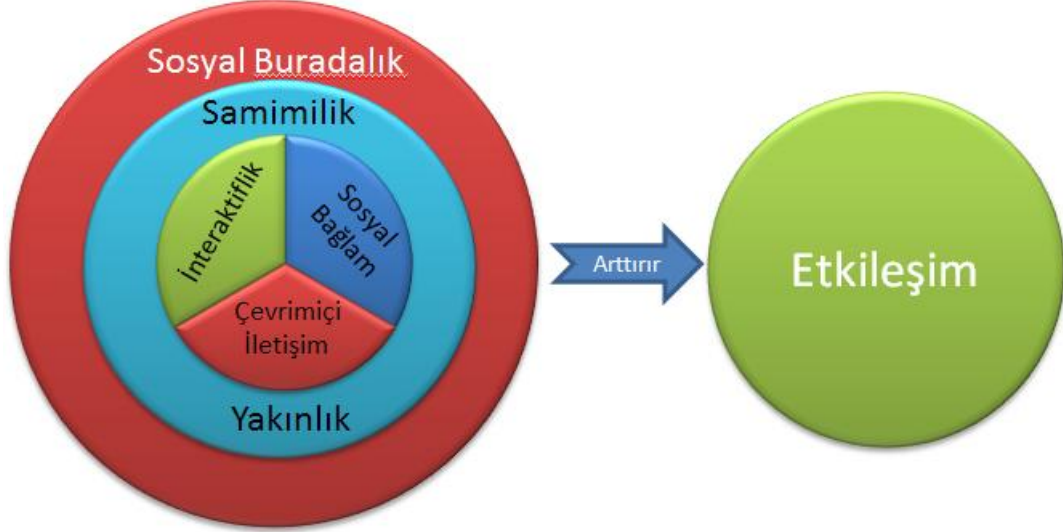 Sosyal Buradalık
Samimilik
İnteraktiflik
Sosyal
Bağlam
Çevrimiçi
İletişim
Yakınlık
Arttırır
Etkileşim